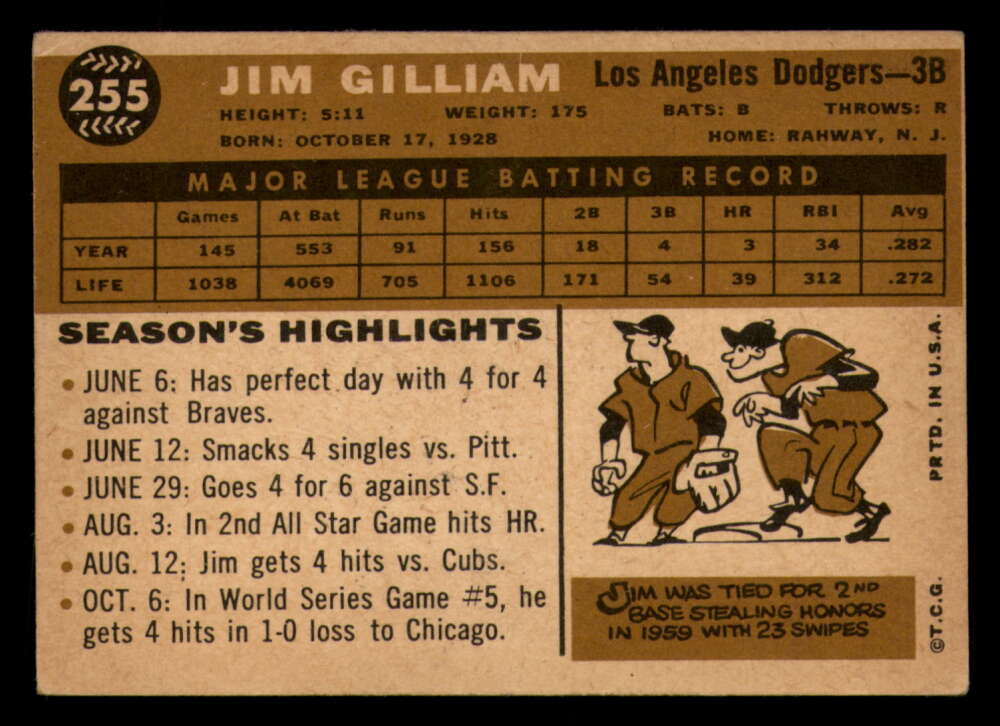 255
JIM GILLIAM Los Angeles Dodgers—3B
HEIGHT: 5:11 WEIGHT: 175 BATS: B THROWS: R
BORN: OCTOBER 17, 1928 HOME: RAHWAY, N. J.
MAJOR LEAGUE BATTING RECORD
Games At Bat Runs Hits 2B 3B HR RBI Avg
YEAR 145 553 91 156 18 4 3 34 .282
LIFE 1038 4069 705 1106 171 54 39 312 .272
SEASON'S HIGHLIGHTS
• JUNE 6: Has perfect day with 4 for 4
against Braves.
• JUNE 12: Smacks 4 singles vs. Pitt.
• JUNE 29: Goes 4 for 6 against S.F.
• AUG. 3: In 2nd All Star Game hits HR.
• AUG. 12: Jim gets 4 hits vs. Cubs.
• OCT. 6: In World Series Game #5, he
gets 4 hits in 1-0 loss to Chicago.
JIM WAS TIED FOR 2ND
BASE STEALING HONORS
IN 1959 WITH 23 SWIPES
©T.C.G. PRTD. IN U.S.A.